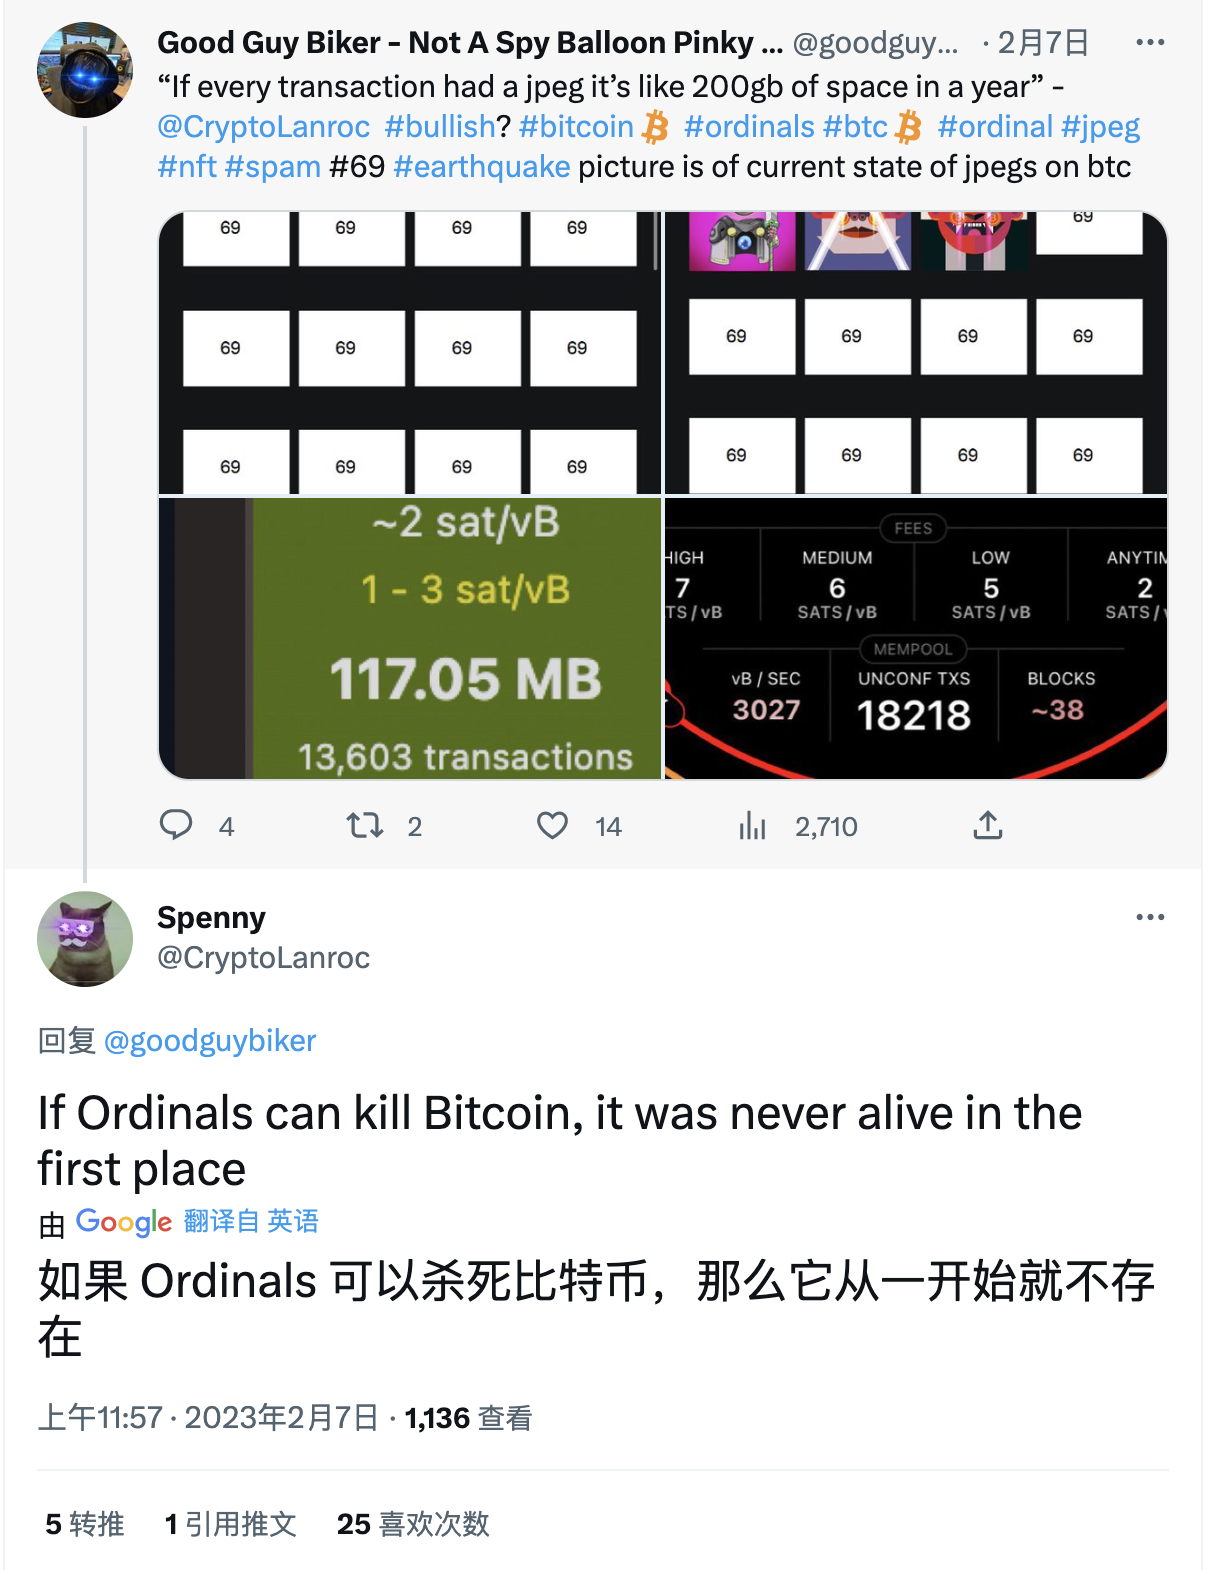 Good Guy Biker - Not A Spy Balloon Pinky ... @goodguy... · 2月7日
“If every transaction had a jpeg it’s like 200gb of space in a year” -
@CryptoLanroc #bullish? #bitcoin #ordinals #btc #ordinal #jpeg
#nft #spam #69 #earthquake picture is of current state of jpegs on btc
69 69 69 69
69 69 69 69
69 69 69 69
69
69 69 69 69
69 69 69 69
~2 sat/vB
1 - 3 sat/vB
117.05 MB
13,603 transactions
FEES
HIGH MEDIUM LOW ANYTIM
7 6 5 2
TS / vB SATS / vB SATS / vB SATS /
MEMPOOL
vB / SEC UNCONF TXS BLOCKS
3027 18218 ~38
4 2 14 2,710
Spenny
@CryptoLanroc
回复 @goodguybiker
If Ordinals can kill Bitcoin, it was never alive in the
first place
由 Google 翻译自 英语
如果 Ordinals 可以杀死比特币，那么它从一开始就不存
在
上午11:57 · 2023年2月7日 · 1,136 查看
5 转推 1 引用推文 25 喜欢次数